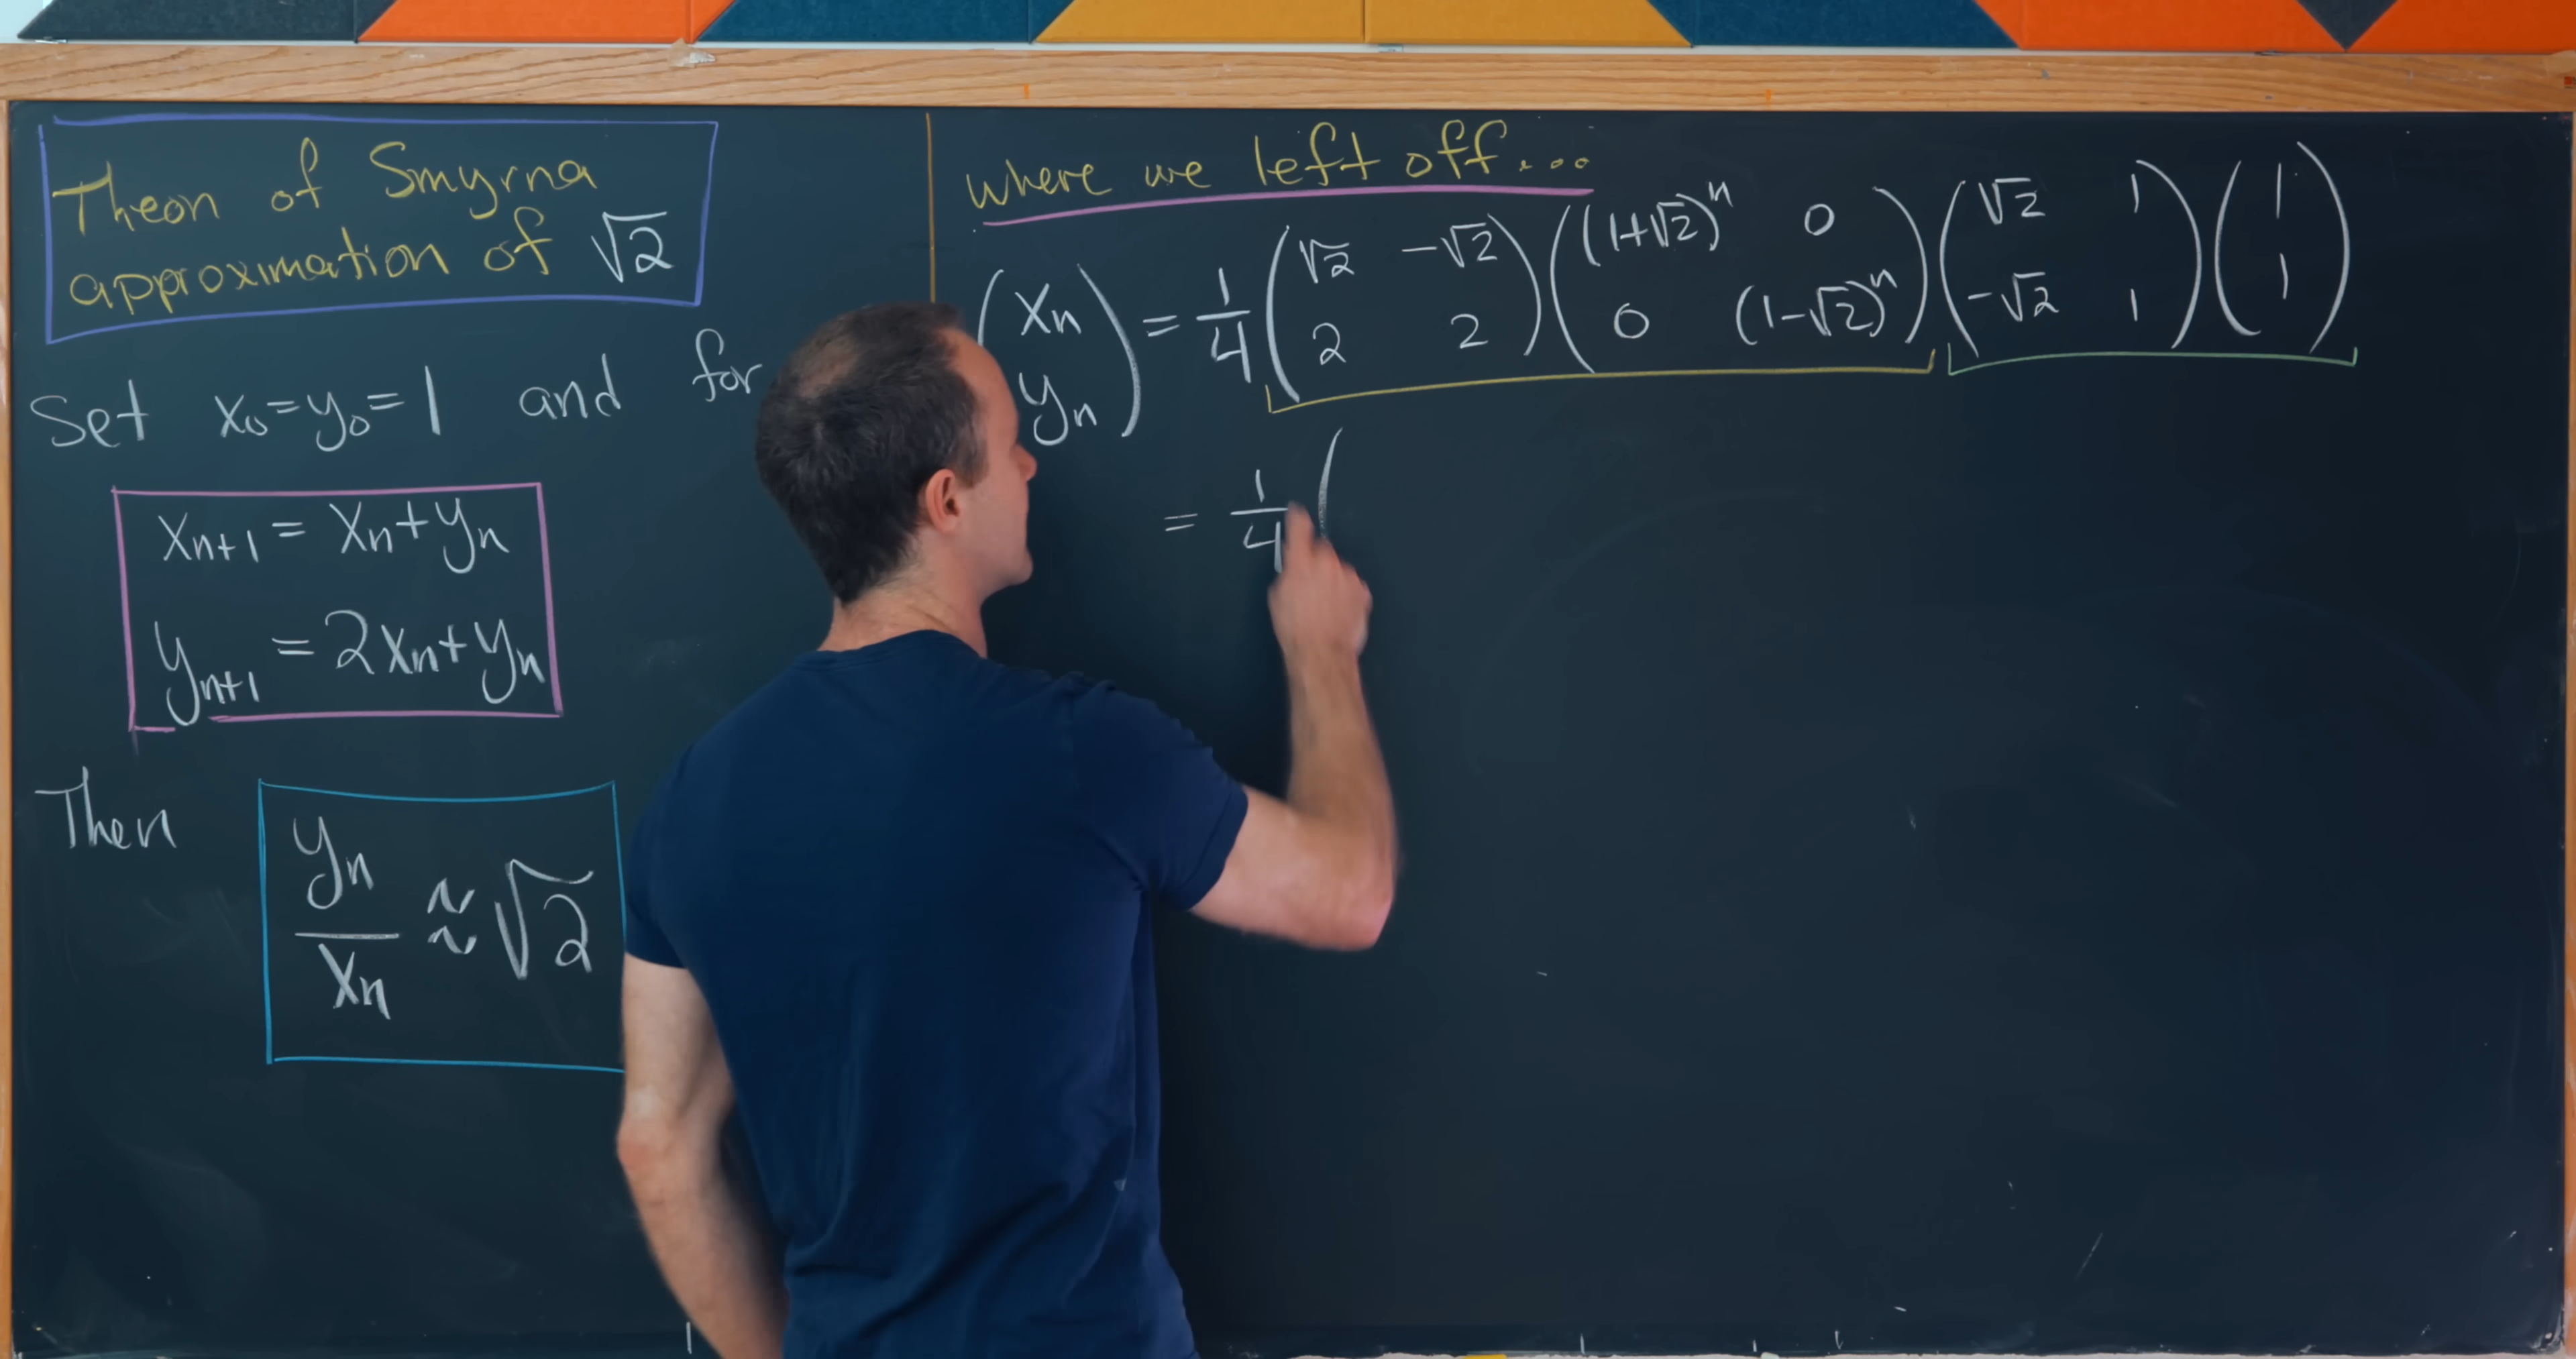 Theon of Smyrna
approximation of √2
Set x₀=y₀=1 and for
xₙ₊₁ = xₙ+yₙ
yₙ₊₁ = 2xₙ+yₙ
Then yₙ/xₙ ≈ √2
where we left off...
(xₙ; yₙ) = 1/4 (√2 -√2; 2 2) ((1+√2)ⁿ 0; 0 (1-√2)ⁿ) (√2 1; -√2 1) (1; 1)
= 1/4 (